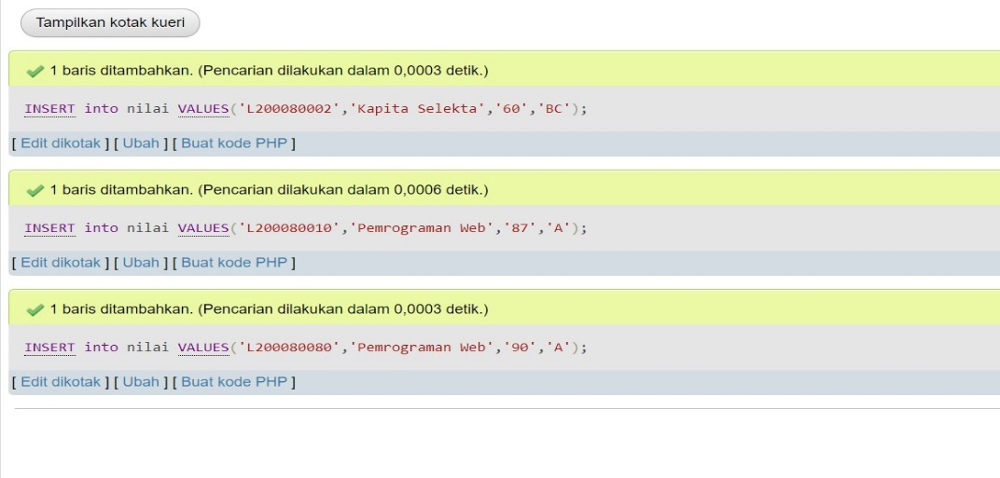 Tampilkan kotak kueri
1 baris ditambahkan. (Pencarian dilakukan dalam 0,0003 detik.)
INSERT into nilai VALUES('L200080002','Kapita Selekta','60','BC');
[ Edit dikotak ] [ Ubah ] [ Buat kode PHP ]
1 baris ditambahkan. (Pencarian dilakukan dalam 0,0006 detik.)
INSERT into nilai VALUES('L200080010','Pemrograman Web','87','A');
[ Edit dikotak ] [ Ubah ] [ Buat kode PHP ]
1 baris ditambahkan. (Pencarian dilakukan dalam 0,0003 detik.)
INSERT into nilai VALUES('L200080080','Pemrograman Web','90','A');
[ Edit dikotak ] [ Ubah ] [ Buat kode PHP ]